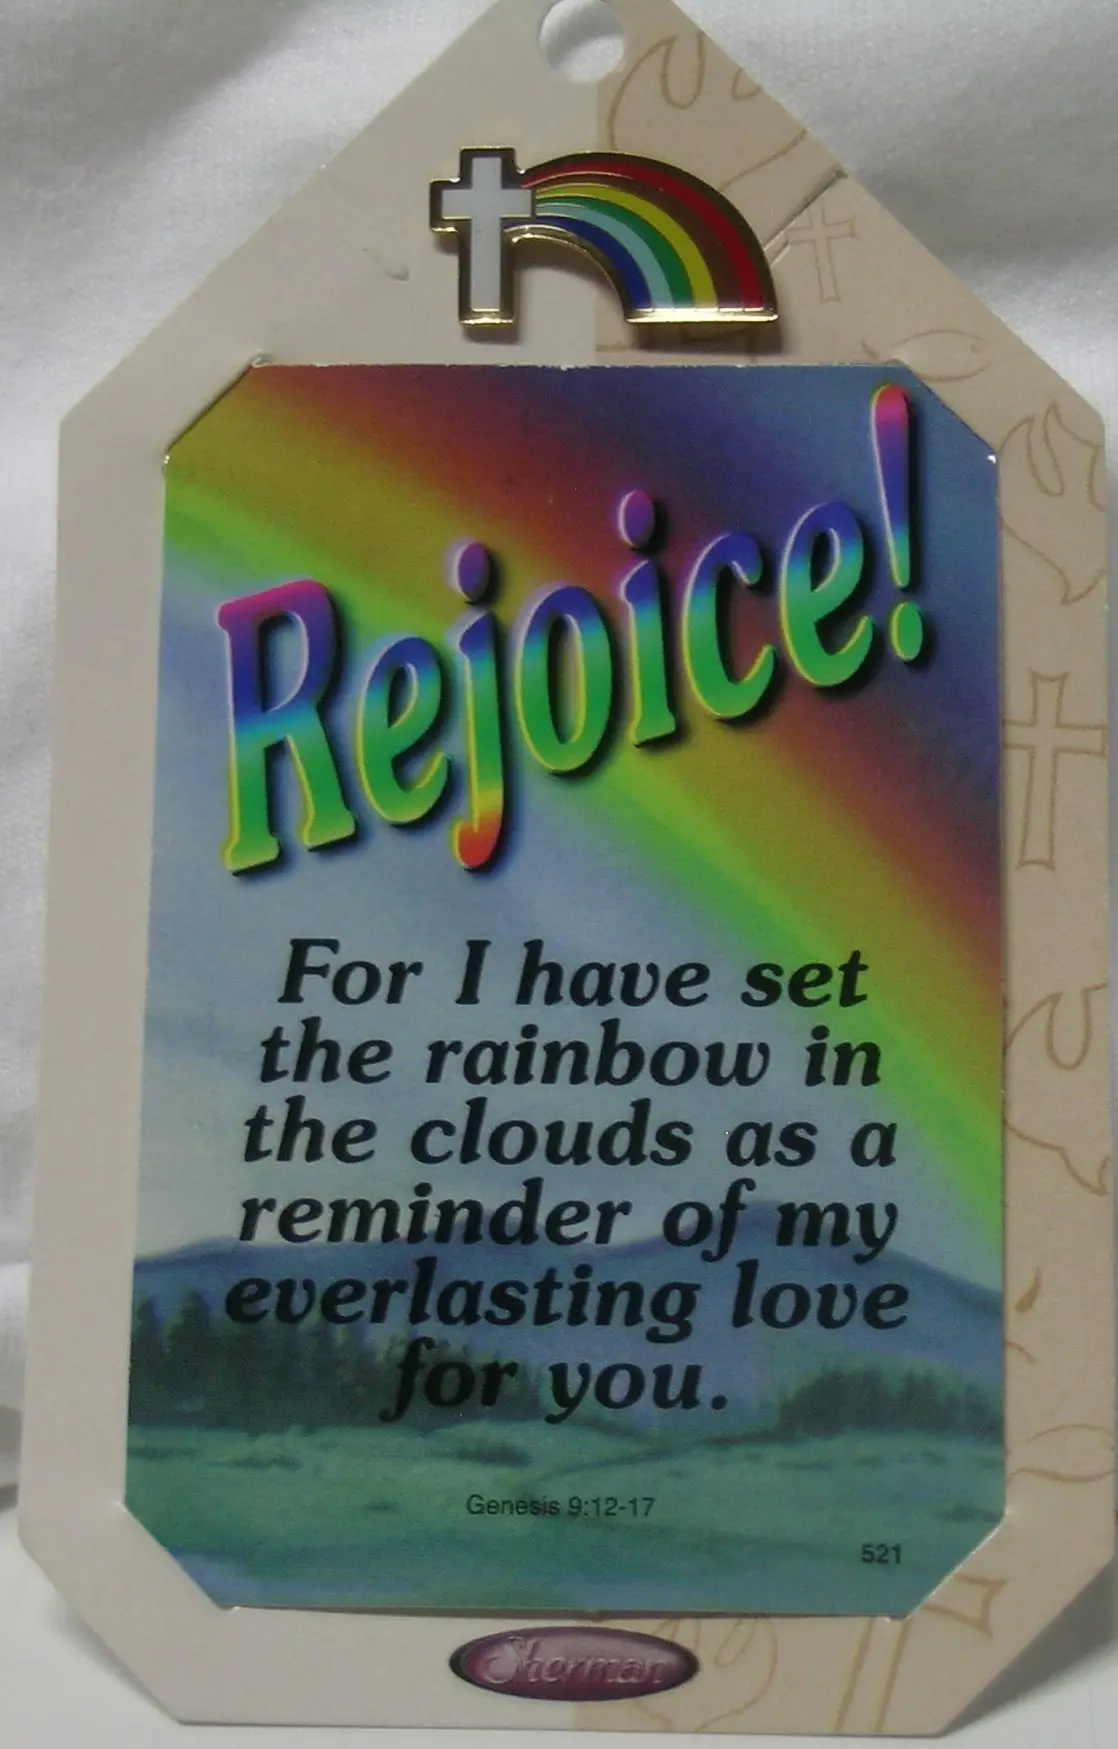 Rejoice!
For I have set
the rainbow in
the clouds as a
reminder of my
everlasting love
for you.
Genesis 9:12-17
521
Sherman